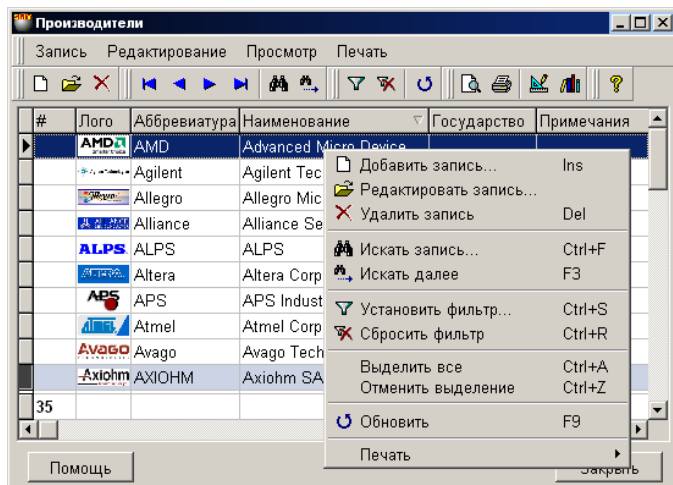 Производители
Запись Редактирование Просмотр Печать
# Лого Аббревиатура Наименование Государство Примечания
AMD AMD Advanced Micro Device
Agilent Agilent Tec
Allegro Allegro Mic
Alliance Alliance Se
ALPS ALPS ALPS
ALTERA Altera Altera Corp
APS APS APS Indust
ATMEL Atmel Atmel Corp
AVAGO Avago Avago Tech
Axiohm AXIOHM Axiohm SA
35
Добавить запись... Ins
Редактировать запись...
Удалить запись Del
Искать запись... Ctrl+F
Искать далее F3
Установить фильтр... Ctrl+S
Сбросить фильтр Ctrl+R
Выделить все Ctrl+A
Отменить выделение Ctrl+Z
Обновить F9
Печать
Помощь Закрыть